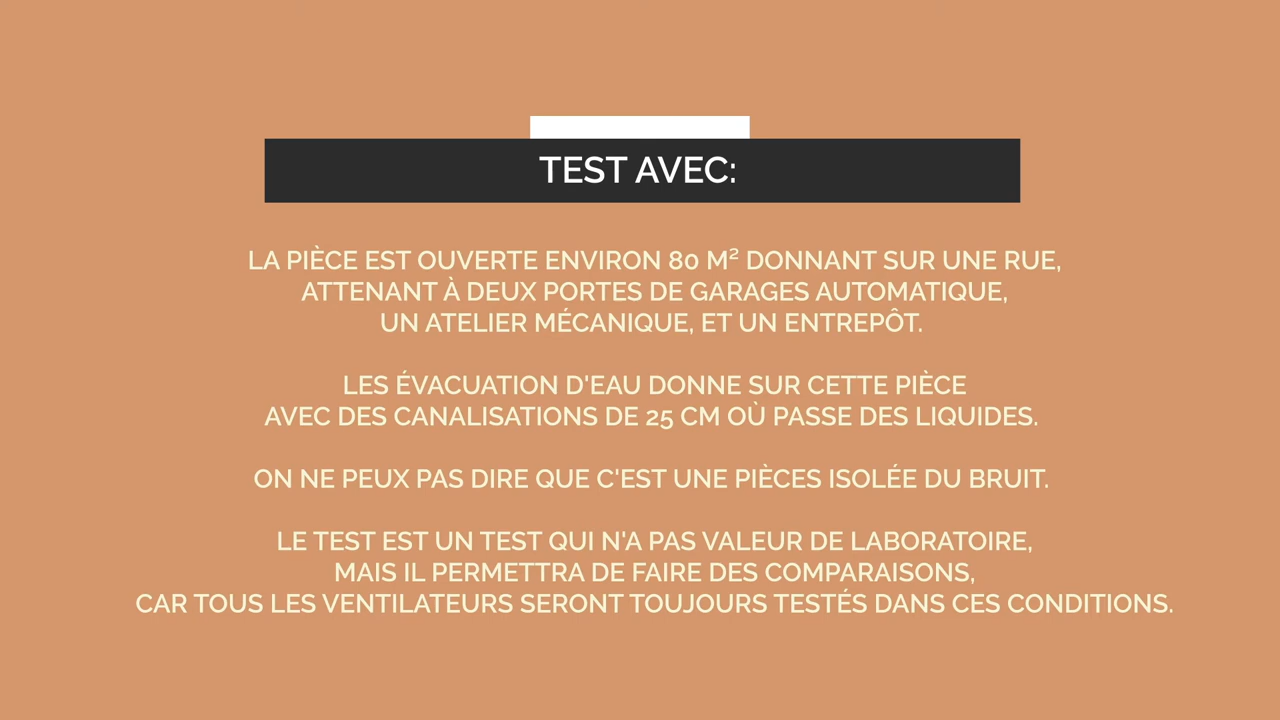 TEST AVEC:
LA PIÈCE EST OUVERTE ENVIRON 80 M² DONNANT SUR UNE RUE,
ATTENANT À DEUX PORTES DE GARAGES AUTOMATIQUE,
UN ATELIER MÉCANIQUE, ET UN ENTREPÔT.
LES ÉVACUATION D'EAU DONNE SUR CETTE PIÈCE
AVEC DES CANALISATIONS DE 25 CM OÙ PASSE DES LIQUIDES.
ON NE PEUX PAS DIRE QUE C'EST UNE PIÈCES ISOLÉE DU BRUIT.
LE TEST EST UN TEST QUI N'A PAS VALEUR DE LABORATOIRE,
MAIS IL PERMETTRA DE FAIRE DES COMPARAISONS,
CAR TOUS LES VENTILATEURS SERONT TOUJOURS TESTÉS DANS CES CONDITIONS.